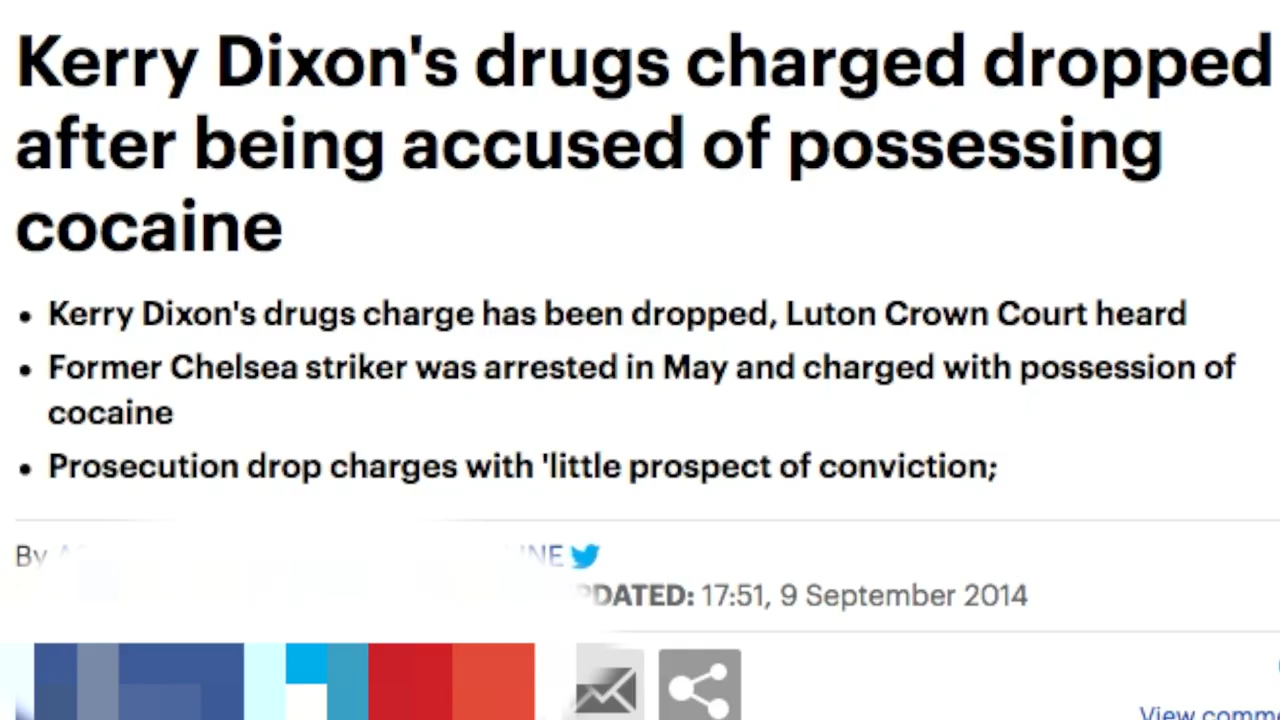 Kerry Dixon's drugs charged dropped
after being accused of possessing
cocaine
• Kerry Dixon's drugs charge has been dropped, Luton Crown Court heard
• Former Chelsea striker was arrested in May and charged with possession of
cocaine
• Prosecution drop charges with 'little prospect of conviction;
By
17:51, 9 September 2014
View